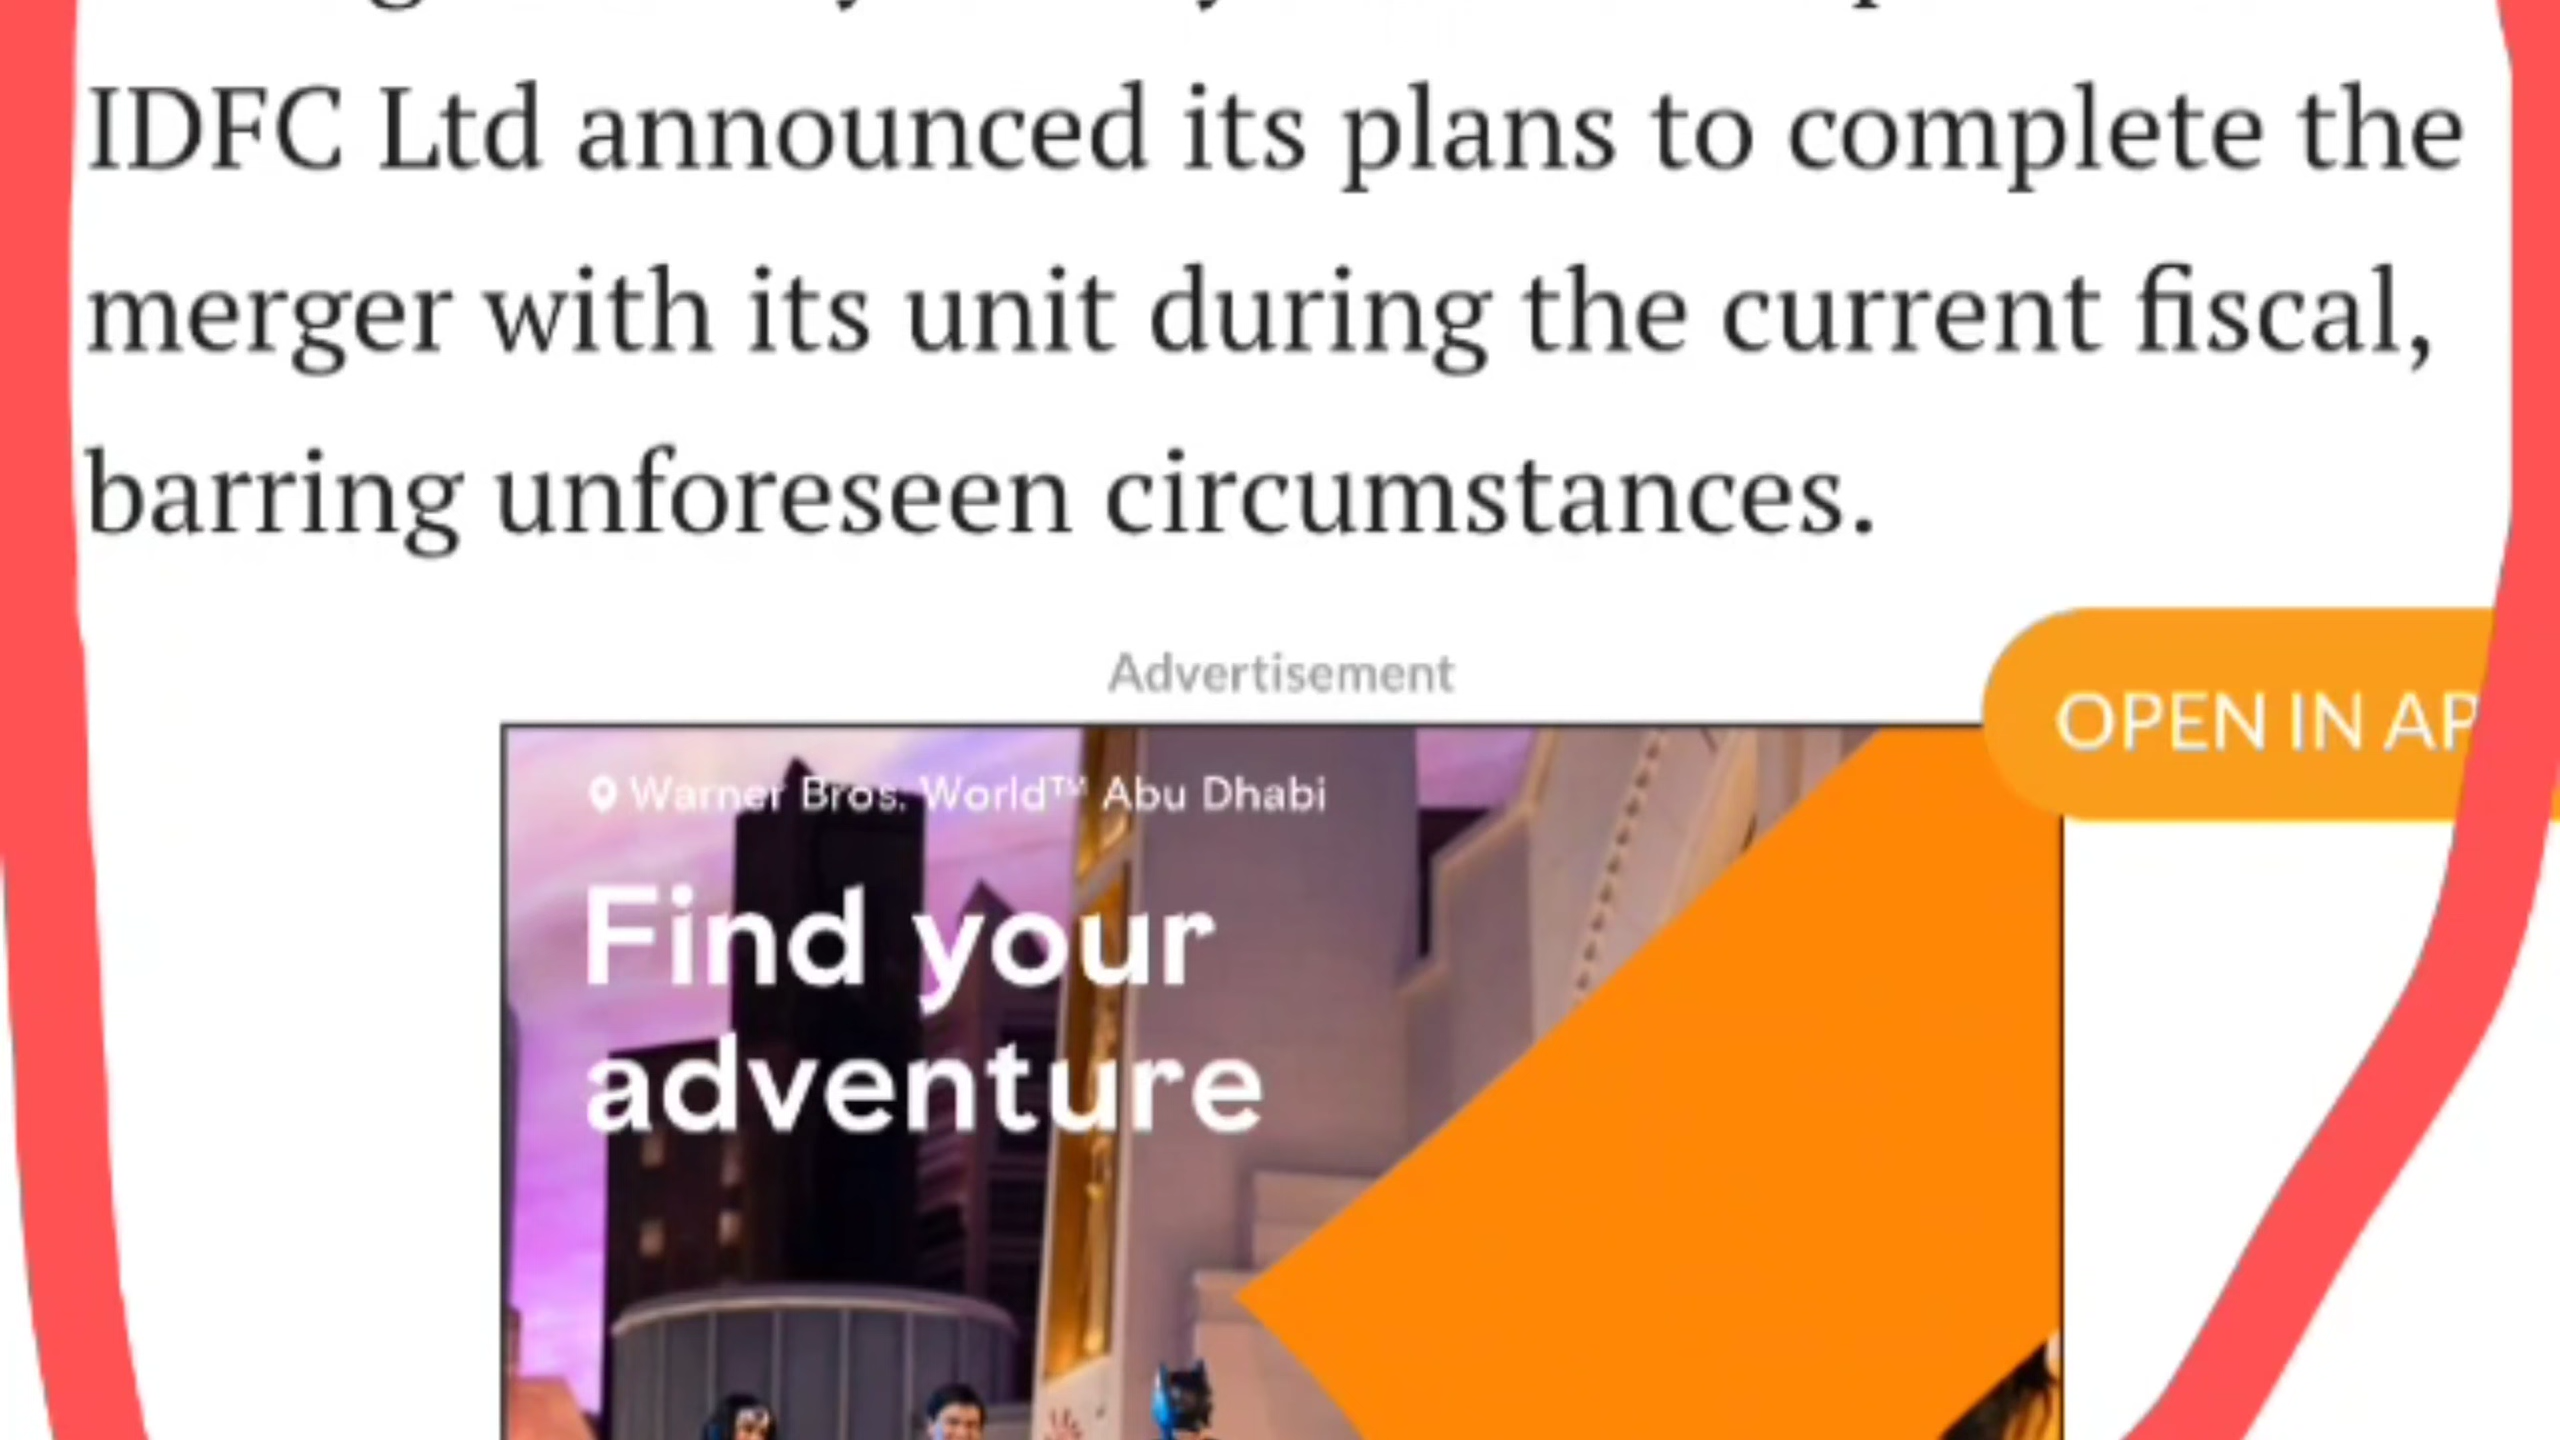 IDFC Ltd announced its plans to complete the
merger with its unit during the current fiscal,
barring unforeseen circumstances.
Advertisement
OPEN IN AP
Warner Bros. World™ Abu Dhabi
Find your
adventure